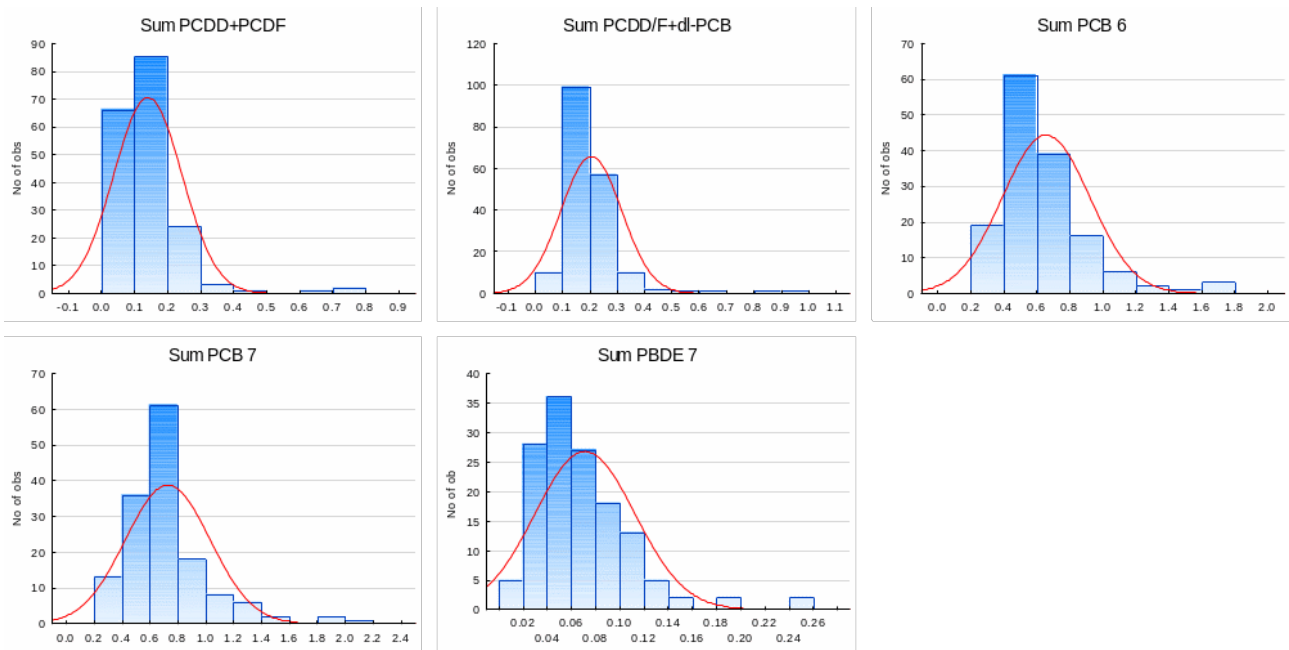 Sum PCDD+PCDF
90
80
70
60
50
40
30
20
10
0
No of obs
-0.1 0.0 0.1 0.2 0.3 0.4 0.5 0.6 0.7 0.8 0.9
Sum PCDD/F+dl-PCB
120
100
80
60
40
20
0
No of obs
-0.1 0.0 0.1 0.2 0.3 0.4 0.5 0.6 0.7 0.8 0.9 1.0 1.1
Sum PCB 6
70
60
50
40
30
20
10
0
No of obs
0.0 0.2 0.4 0.6 0.8 1.0 1.2 1.4 1.6 1.8 2.0
Sum PCB 7
70
60
50
40
30
20
10
0
No of obs
0.0 0.2 0.4 0.6 0.8 1.0 1.2 1.4 1.6 1.8 2.0 2.2 2.4
Sum PBDE 7
40
35
30
25
20
15
10
5
0
No of ob
0.02 0.06 0.10 0.14 0.18 0.22 0.26
0.04 0.08 0.12 0.16 0.20 0.24